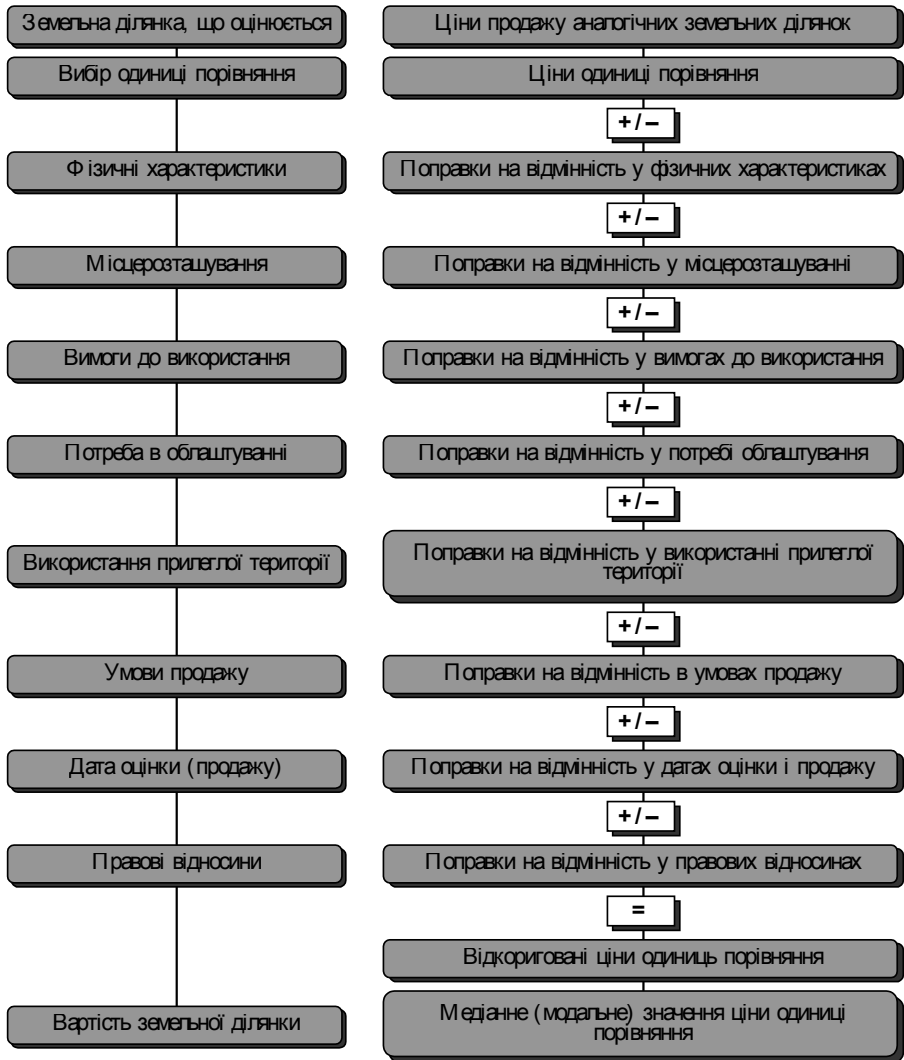 Земельна ділянка, що оцінюється
Ціни продажу аналогічних земельних ділянок
Вибір одиниці порівняння
Ціни одиниці порівняння
+/–
Фізичні характеристики
Поправки на відмінність у фізичних характеристиках
+/–
Місцерозташування
Поправки на відмінність у місцерозташуванні
+/–
Вимоги до використання
Поправки на відмінність у вимогах до використання
+/–
Потреба в облаштуванні
Поправки на відмінність у потребі облаштування
+/–
Використання прилеглої території
Поправки на відмінність у використанні прилеглої
території
+/–
Умови продажу
Поправки на відмінність в умовах продажу
+/–
Дата оцінки (продажу)
Поправки на відмінність у датах оцінки і продажу
+/–
Правові відносини
Поправки на відмінність у правових відносинах
=
Відкориговані ціни одиниць порівняння
Вартість земельної ділянки
Медіанне (модальне) значення ціни одиниці
порівняння